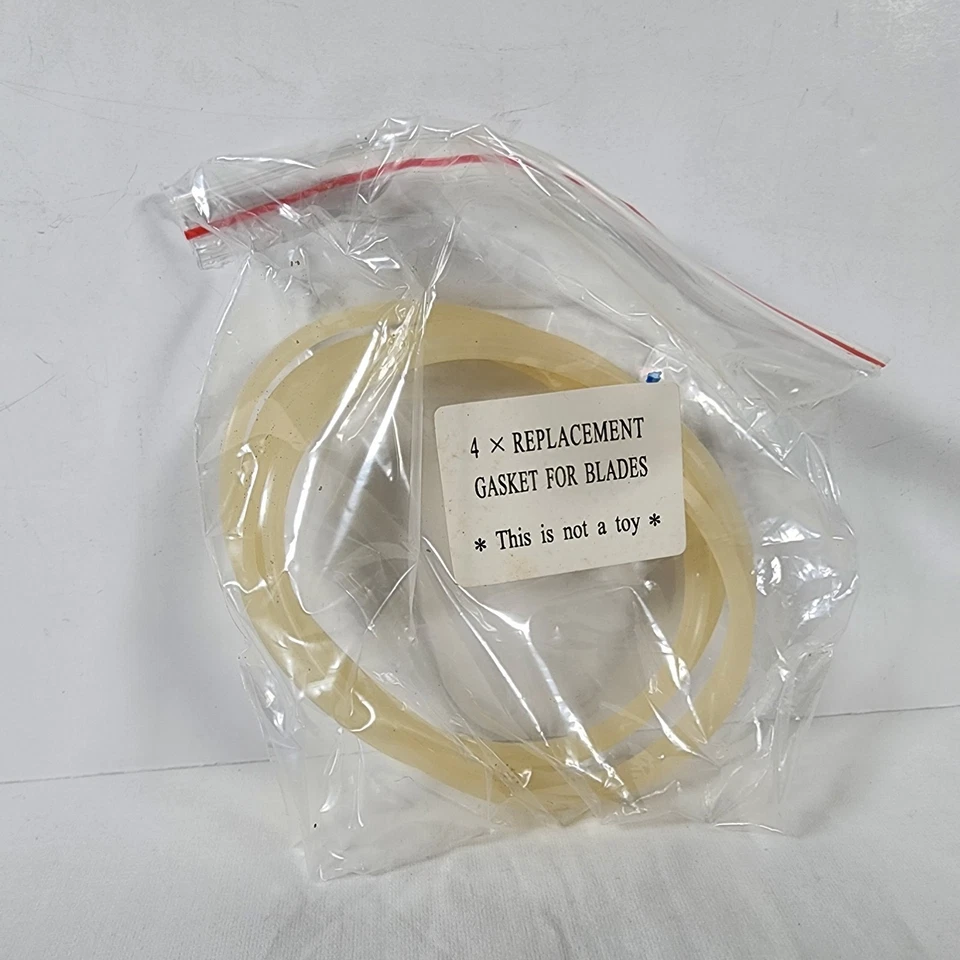 4 × REPLACEMENT
GASKET FOR BLADES
* This is not a toy *